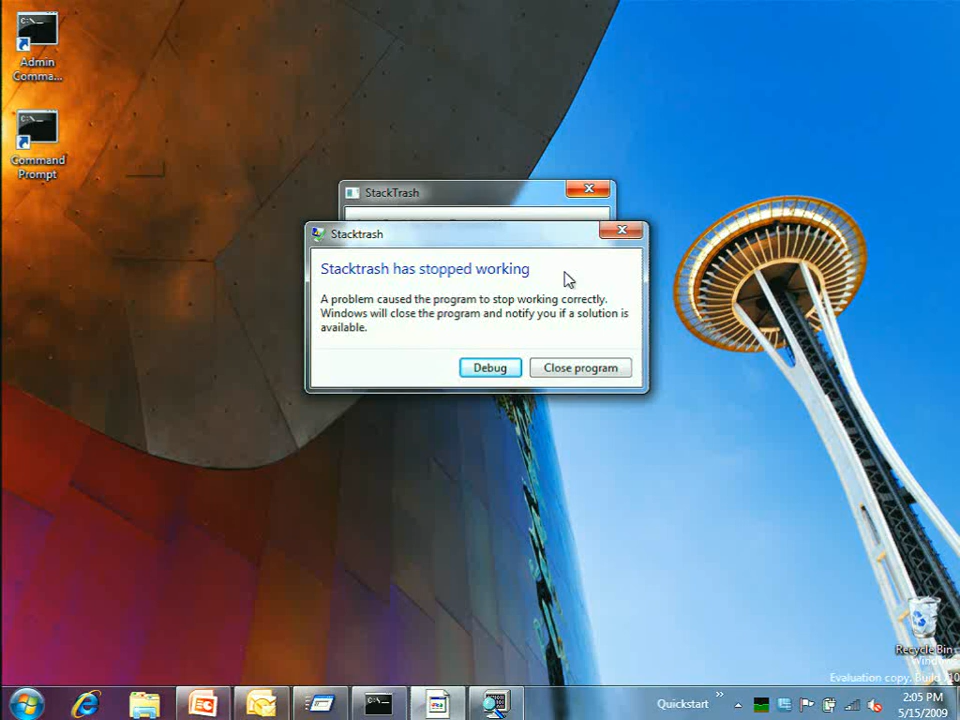 C:\_
Admin
Comma...
C:\_
Command
Prompt
StackTrash
Stacktrash
Stacktrash has stopped working
A problem caused the program to stop working correctly.
Windows will close the program and notify you if a solution is
available.
Debug
Close program
Recycle Bin
Windows
Evaluation copy. Build 710
Quickstart
2:05 PM
5/15/2009